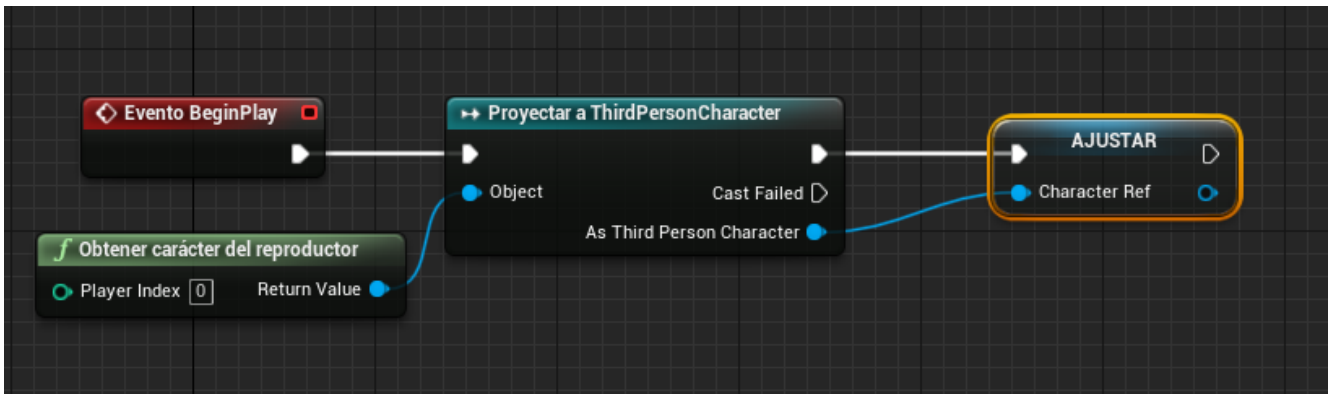 Evento BeginPlay
Proyectar a ThirdPersonCharacter
Object
Cast Failed
As Third Person Character
AJUSTAR
Character Ref
f Obtener carácter del reproductor
Player Index 0
Return Value